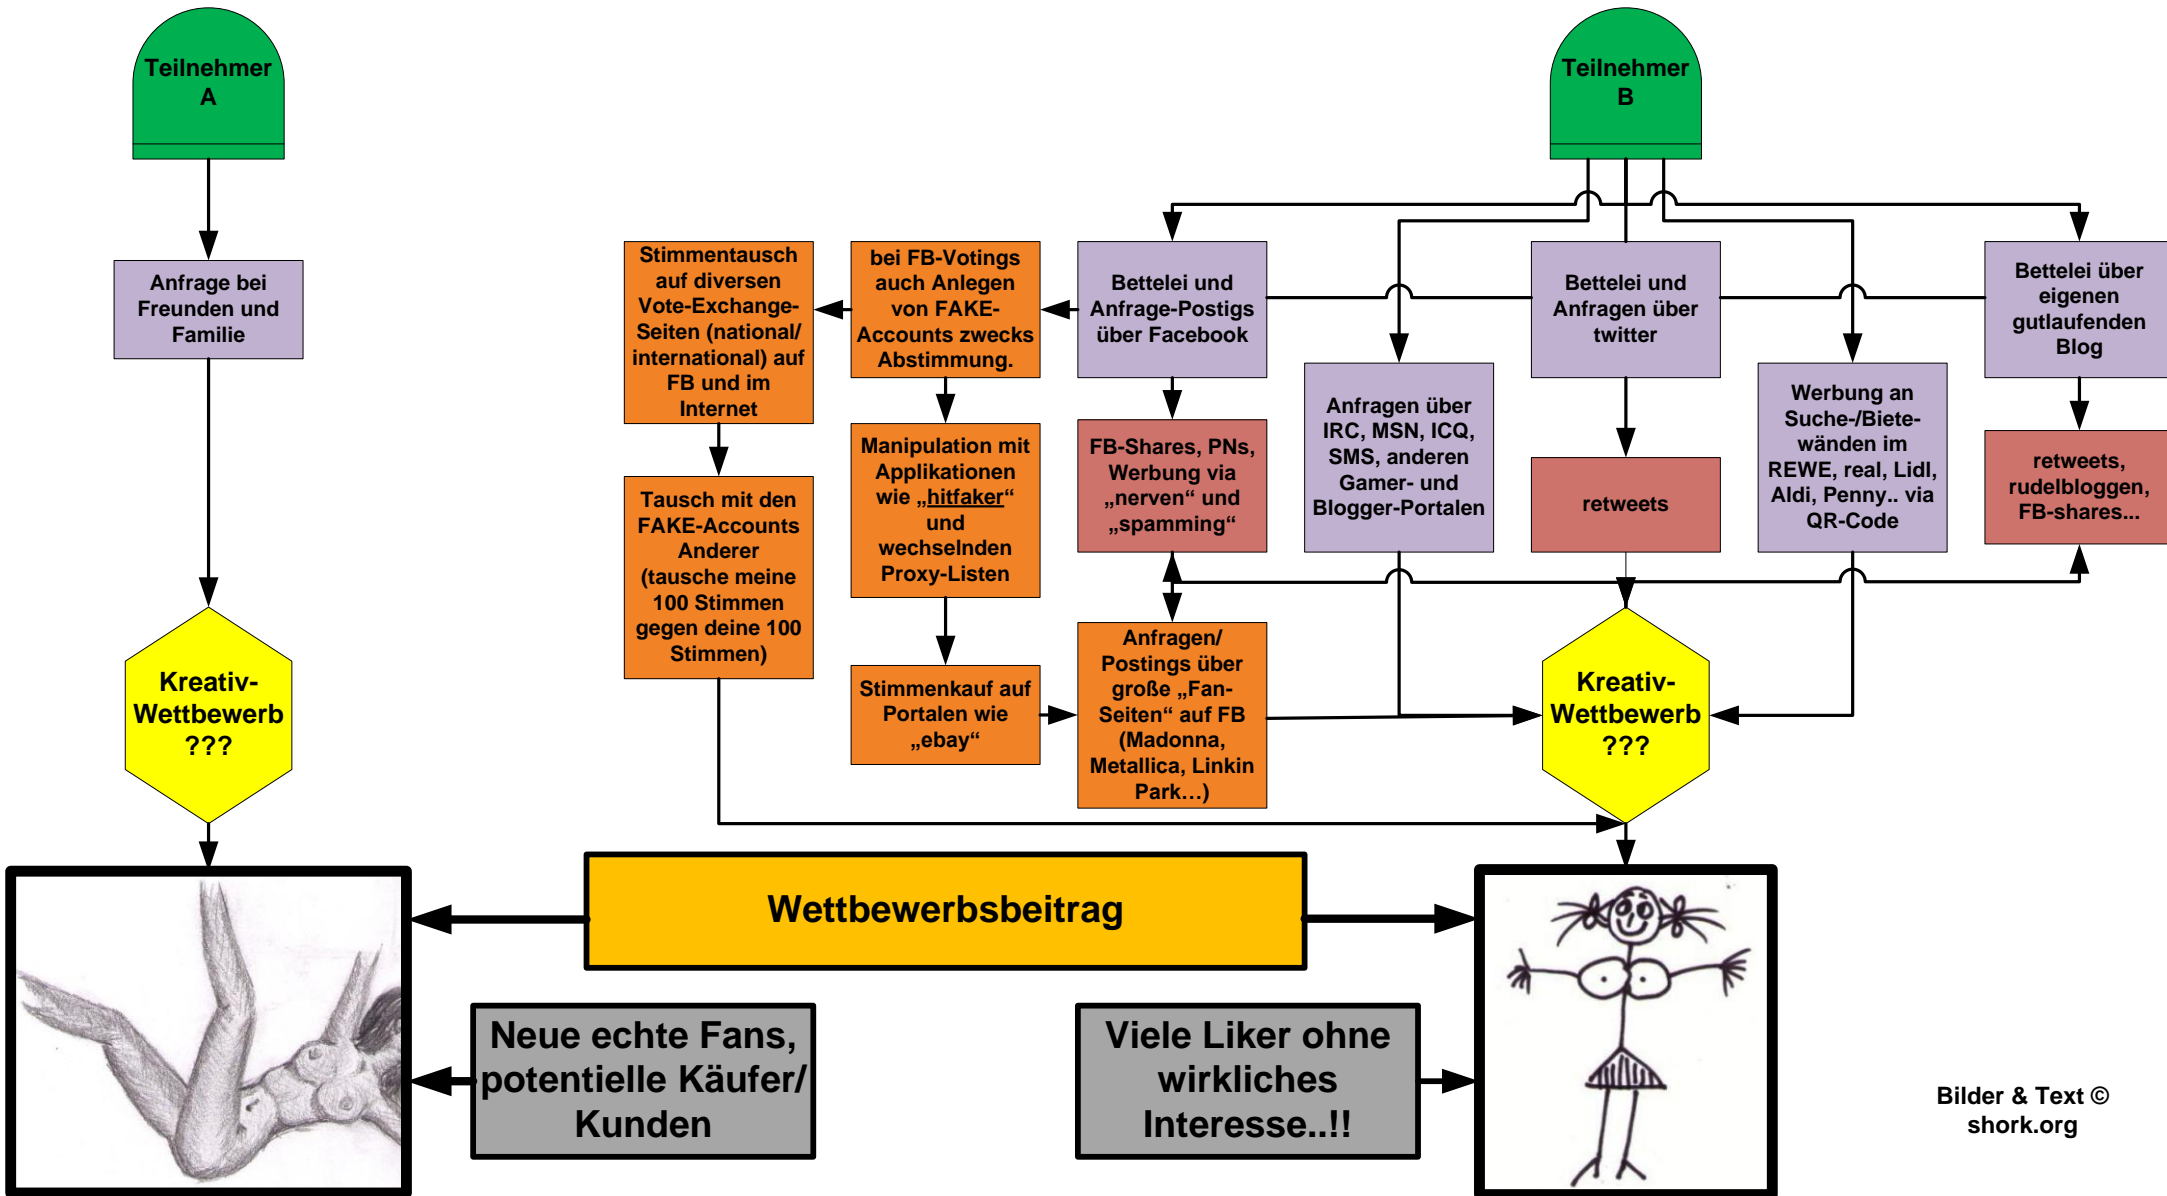 Teilnehmer
A
Teilnehmer
B
Anfrage bei
Freunden und
Familie
Stimmentausch
auf diversen
Vote-Exchange-
Seiten (national/
international) auf
FB und im
Internet
bei FB-Votings
auch Anlegen
von FAKE-
Accounts zwecks
Abstimmung.
Bettelei und
Anfrage-Postigs
über Facebook
Bettelei und
Anfragen über
twitter
Bettelei über
eigenen
gutlaufenden
Blog
Anfragen über
IRC, MSN, ICQ,
SMS, anderen
Gamer- und
Blogger-Portalen
Werbung an
Suche-/Biete-
wänden im
REWE, real, Lidl,
Aldi, Penny.. via
QR-Code
Tausch mit den
FAKE-Accounts
Anderer
(tausche meine
100 Stimmen
gegen deine 100
Stimmen)
Manipulation mit
Applikationen
wie „hitfaker“
und
wechselnden
Proxy-Listen
FB-Shares, PNs,
Werbung via
„nerven“ und
„spamming“
retweets
retweets,
rudelbloggen,
FB-shares...
Stimmenkauf auf
Portalen wie
„ebay“
Anfragen/
Postings über
große „Fan-
Seiten“ auf FB
(Madonna,
Metallica, Linkin
Park…)
Kreativ-
Wettbewerb
???
Kreativ-
Wettbewerb
???
Wettbewerbsbeitrag
Neue echte Fans,
potentielle Käufer/
Kunden
Viele Liker ohne
wirkliches
Interesse..!!
Bilder & Text ©
shork.org